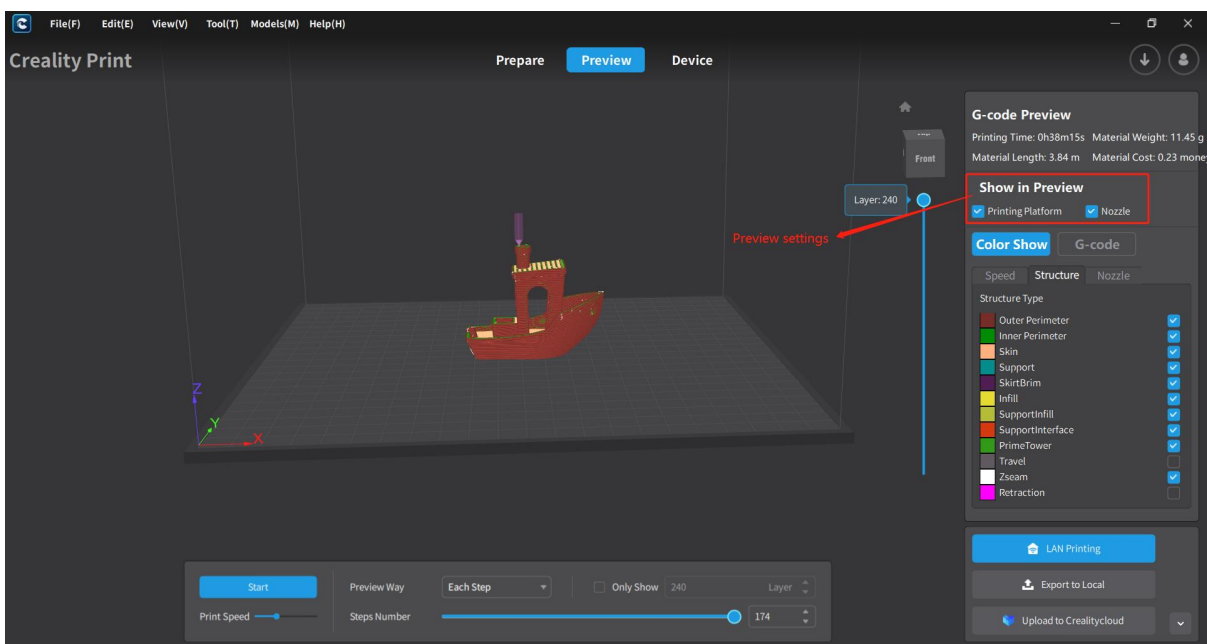 File(F) Edit(E) View(V) Tool(T) Models(M) Help(H)
Creality Print
Prepare Preview Device
G-code Preview
Printing Time: 0h38m15s Material Weight: 11.45 g
Material Length: 3.84 m Material Cost: 0.23 mone
Front
Show in Preview
Printing Platform Nozzle
Layer: 240
Preview settings
Color Show G-code
Speed Structure Nozzle
Structure Type
Outer Perimeter
Inner Perimeter
Skin
Support
SkirtBrim
Infill
SupportInfill
SupportInterface
PrimeTower
Travel
Zseam
Retraction
Z
Y
X
LAN Printing
Export to Local
Upload to Crealitycloud
Start Preview Way Each Step Only Show 240 Layer
Print Speed Steps Number 174